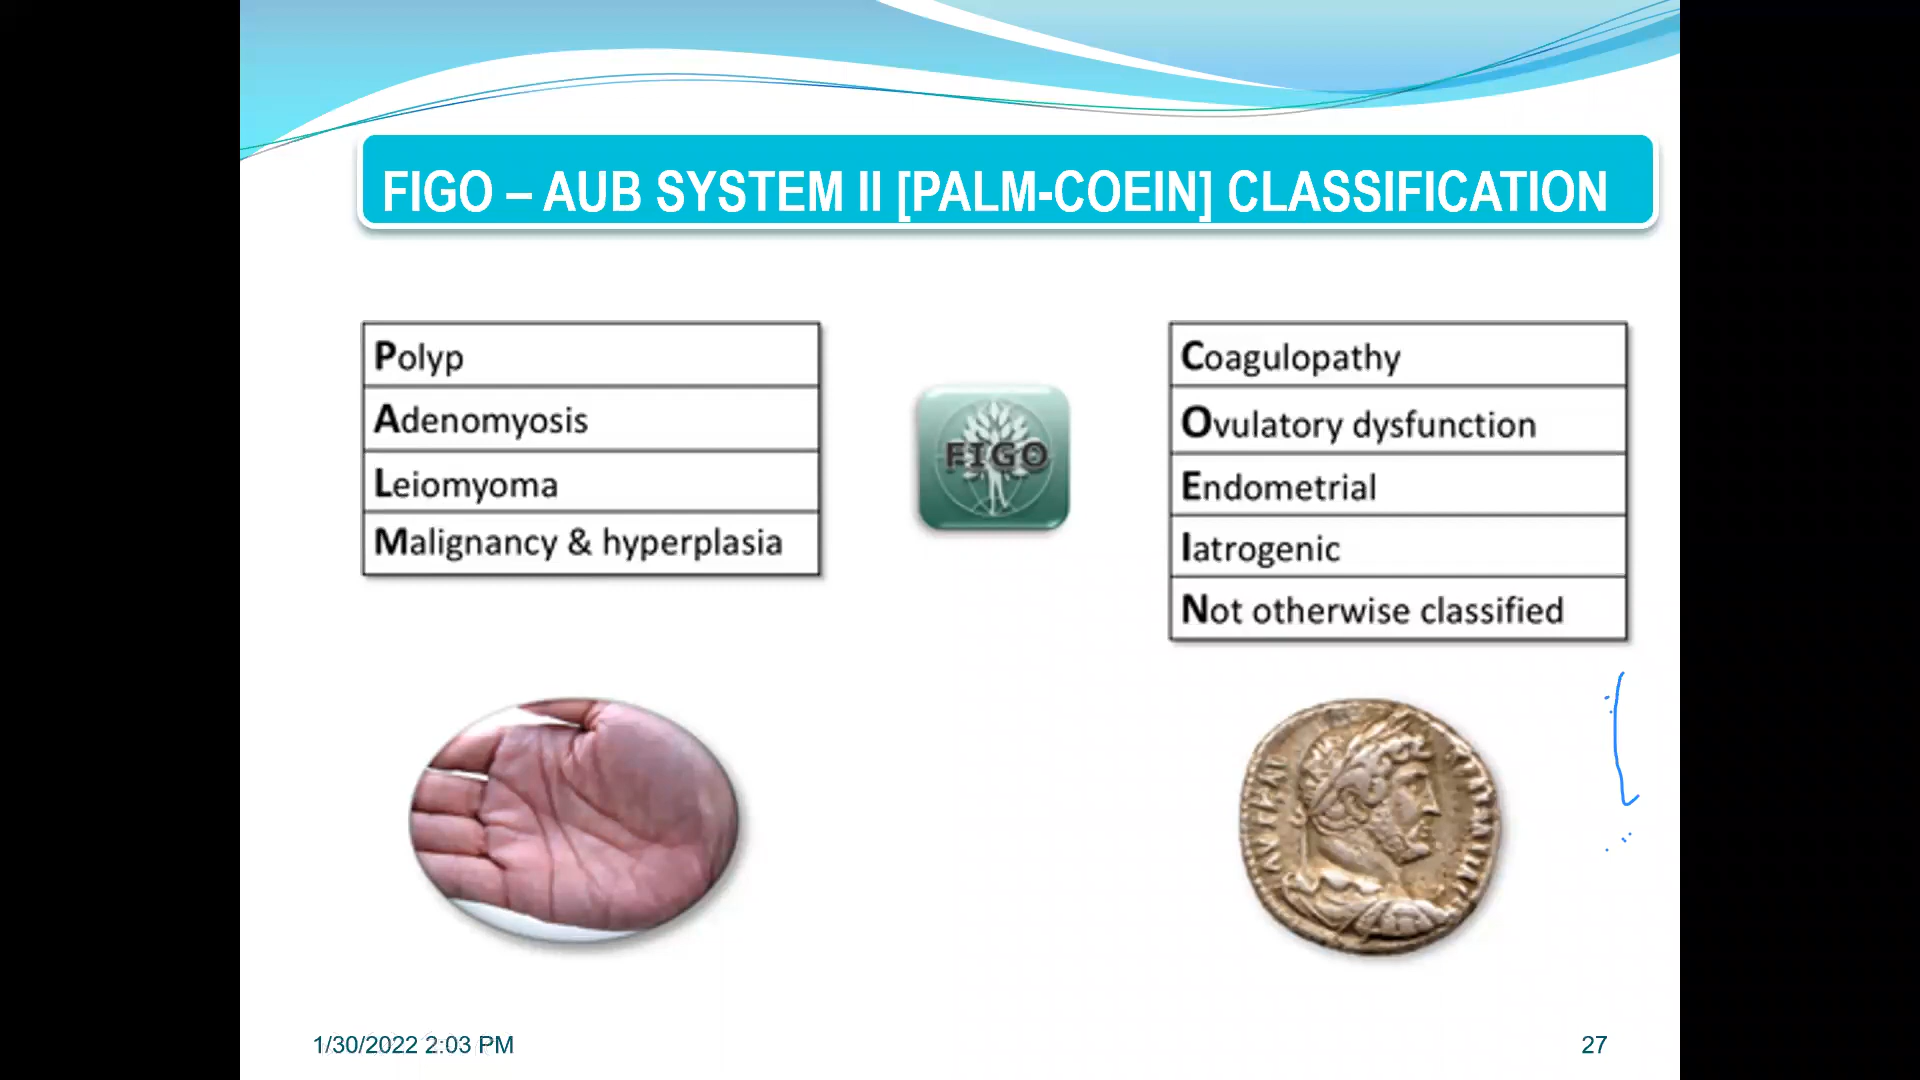 FIGO – AUB SYSTEM II [PALM-COEIN] CLASSIFICATION
Polyp
Adenomyosis
Leiomyoma
Malignancy & hyperplasia
FIGO
Coagulopathy
Ovulatory dysfunction
Endometrial
Iatrogenic
Not otherwise classified
1/30/2022 2:03 PM
27